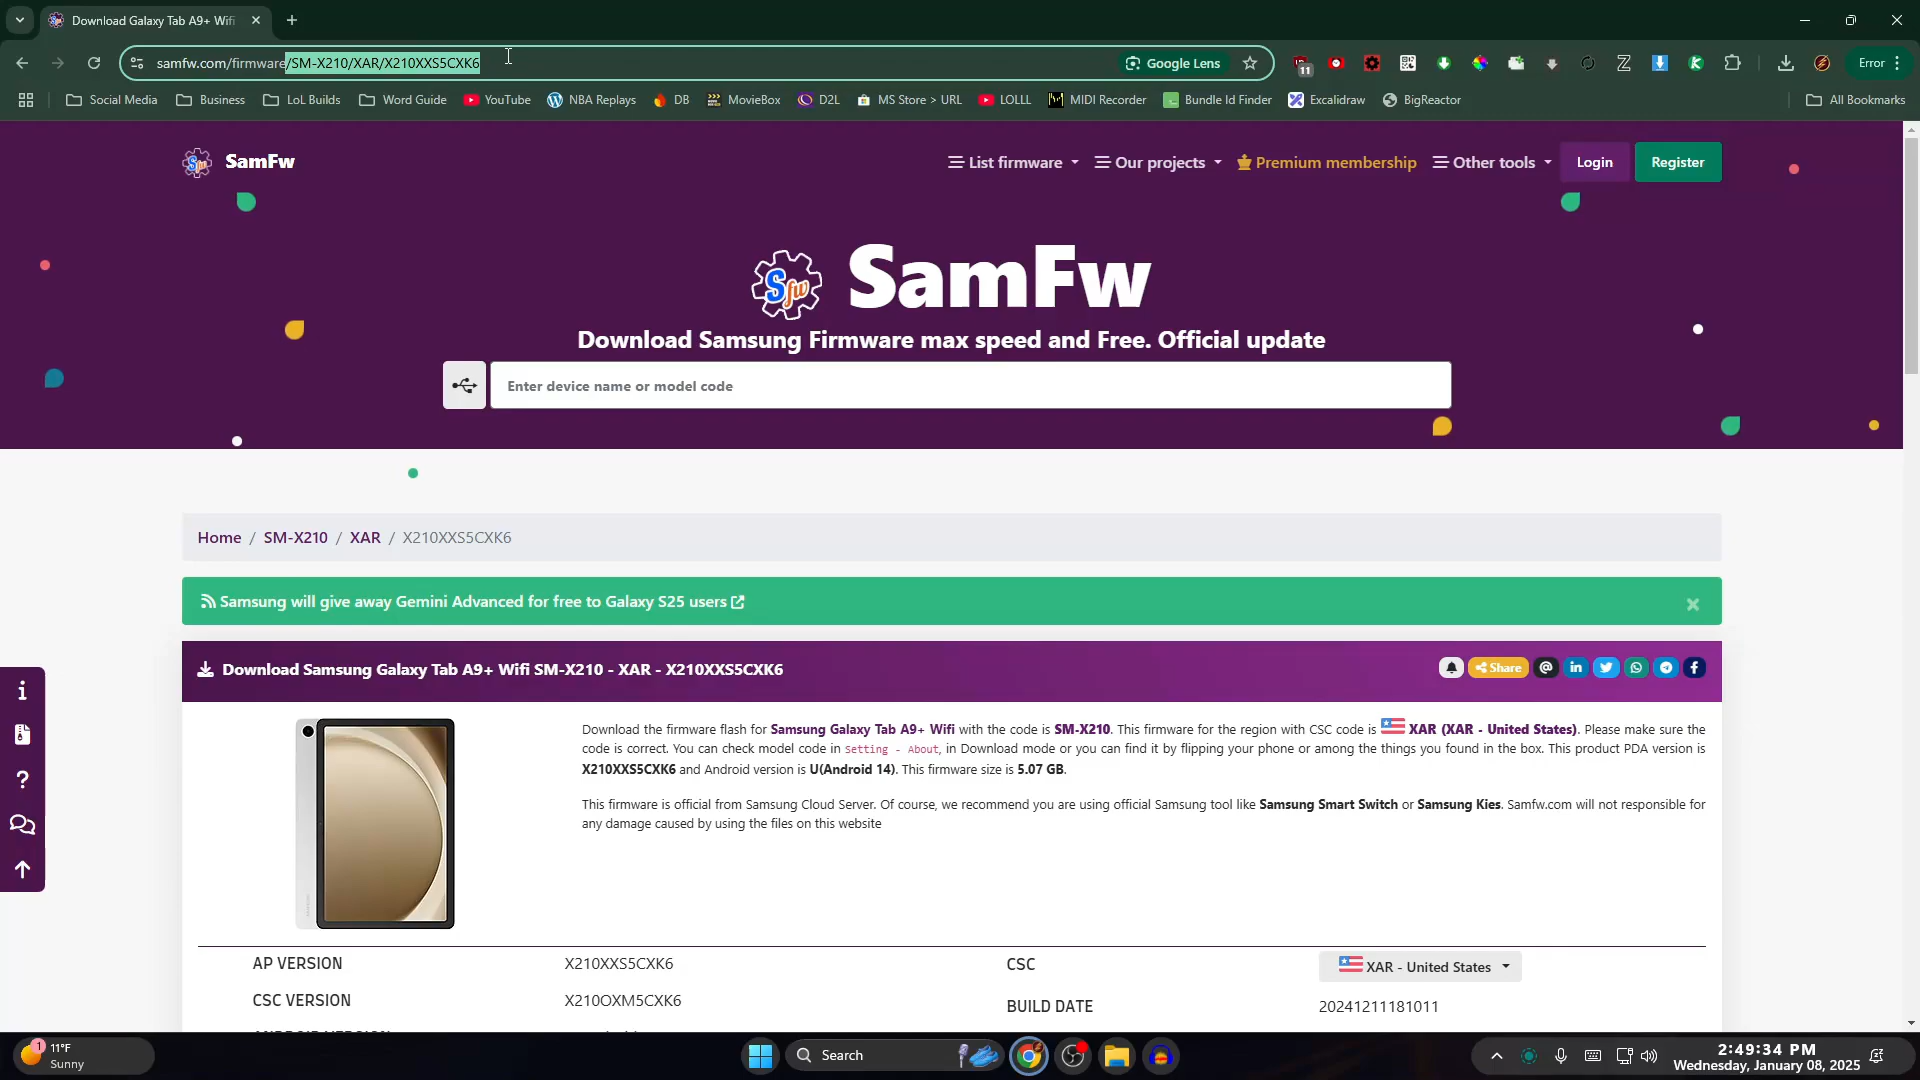 Download Galaxy Tab A9+ Wifi
samfw.com/firmware/SM-X210/XAR/X210XXS5CXK6
Google Lens
11
Error
Social Media
Business
LoL Builds
Word Guide
YouTube
NBA Replays
DB
MovieBox
D2L
MS Store > URL
LOLLL
MIDI Recorder
Bundle Id Finder
Excalidraw
BigReactor
All Bookmarks
Sfw
SamFw
List firmware
Our projects
Premium membership
Other tools
Login
Register
Sfw
SamFw
Download Samsung Firmware max speed and Free. Official update
Enter device name or model code
Home / SM-X210 / XAR / X210XXS5CXK6
Samsung will give away Gemini Advanced for free to Galaxy S25 users
Download Samsung Galaxy Tab A9+ Wifi SM-X210 - XAR - X210XXS5CXK6
Share
Download the firmware flash for Samsung Galaxy Tab A9+ Wifi with the code is SM-X210. This firmware for the region with CSC code is XAR (XAR - United States). Please make sure the
code is correct. You can check model code in Setting - About, in Download mode or you can find it by flipping your phone or among the things you found in the box. This product PDA version is
X210XXS5CXK6 and Android version is U(Android 14). This firmware size is 5.07 GB.
This firmware is official from Samsung Cloud Server. Of course, we recommend you are using official Samsung tool like Samsung Smart Switch or Samsung Kies. Samfw.com will not responsible for
any damage caused by using the files on this website
AP VERSION
X210XXS5CXK6
CSC
XAR - United States
CSC VERSION
X210OXM5CXK6
BUILD DATE
20241211181011
1
11°F
Sunny
Search
2:49:34 PM
Wednesday, January 08, 2025